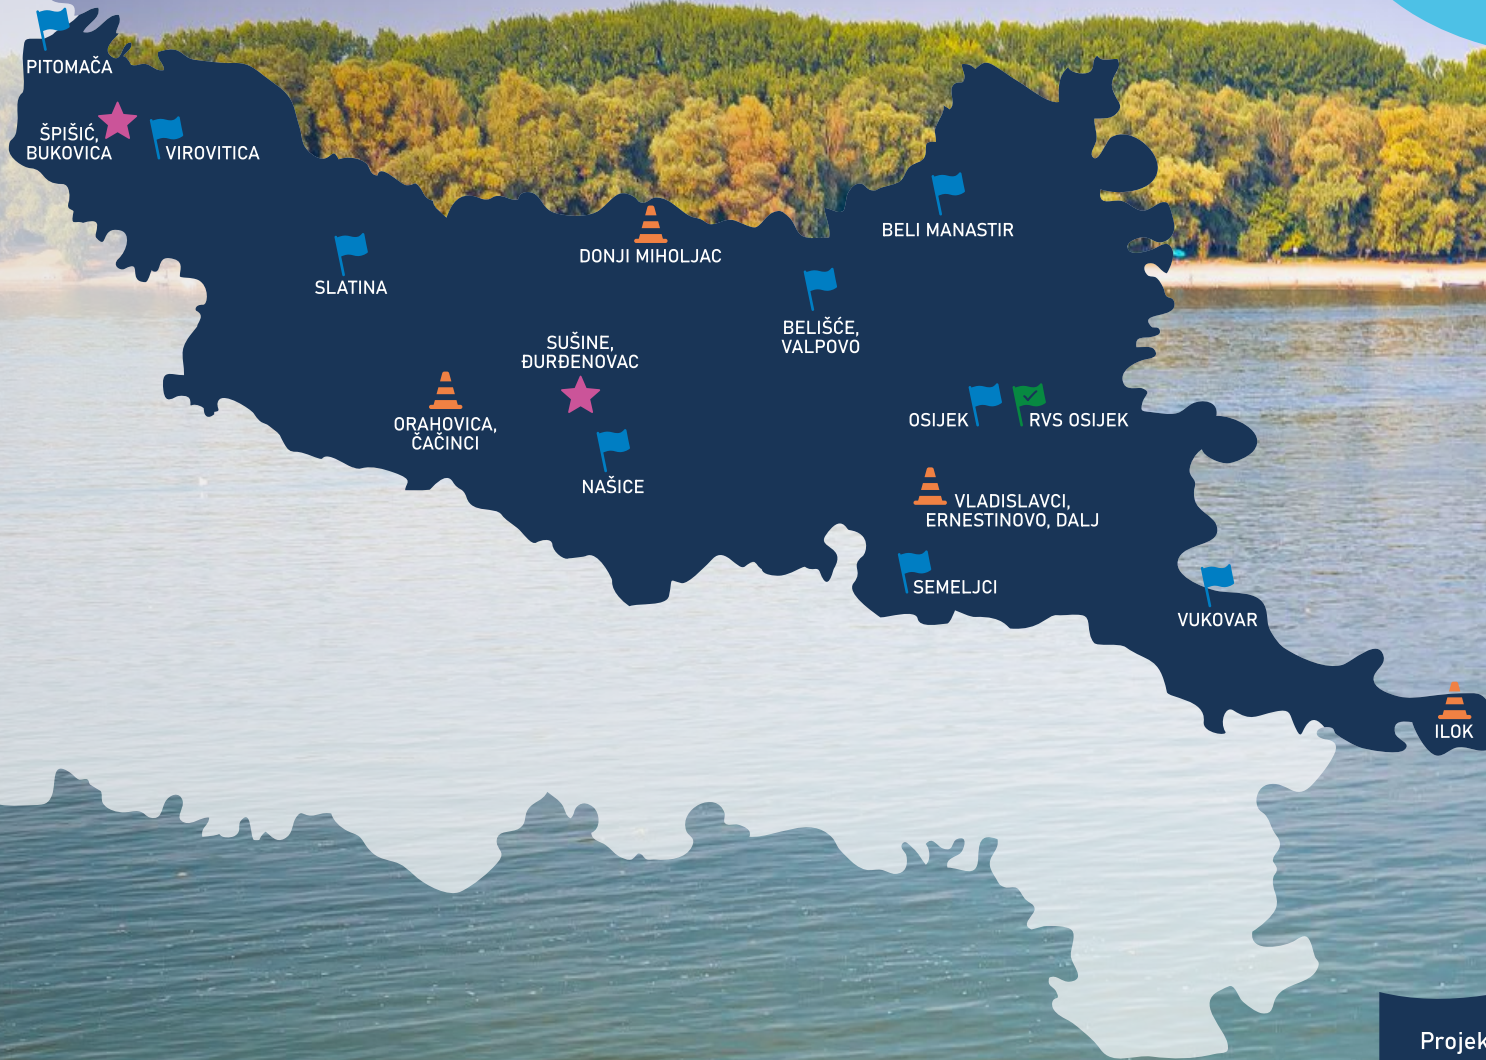 PITOMAČA
ŠPIŠIĆ,
BUKOVICA
VIROVITICA
SLATINA
DONJI MIHOLJAC
BELI MANASTIR
BELIŠĆE,
VALPOVO
SUŠINE,
ĐURĐENOVAC
ORAHOVICA,
ČAČINCI
NAŠICE
OSIJEK
RVS OSIJEK
VLADISLAVCI,
ERNESTINOVO, DALJ
SEMELJCI
VUKOVAR
ILOK
Projek